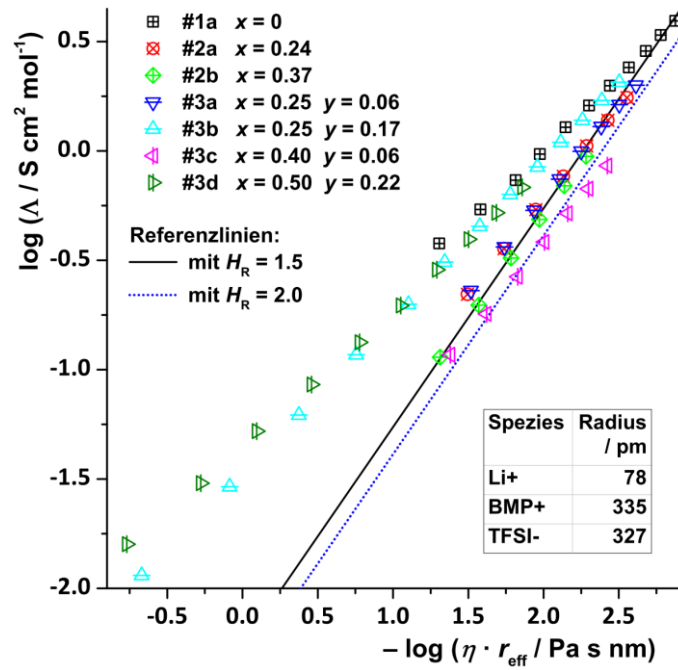 #1a x = 0
#2a x = 0.24
#2b x = 0.37
#3a x = 0.25 y = 0.06
#3b x = 0.25 y = 0.17
#3c x = 0.40 y = 0.06
#3d x = 0.50 y = 0.22
Referenzlinien:
mit H_R = 1.5
mit H_R = 2.0
log (Λ / S cm² mol⁻¹)
0.5
0.0
-0.5
-1.0
-1.5
-2.0
Spezies Radius
/ pm
Li+ 78
BMP+ 335
TFSI- 327
-0.5 0.0 0.5 1.0 1.5 2.0 2.5
– log (η · r_eff / Pa s nm)